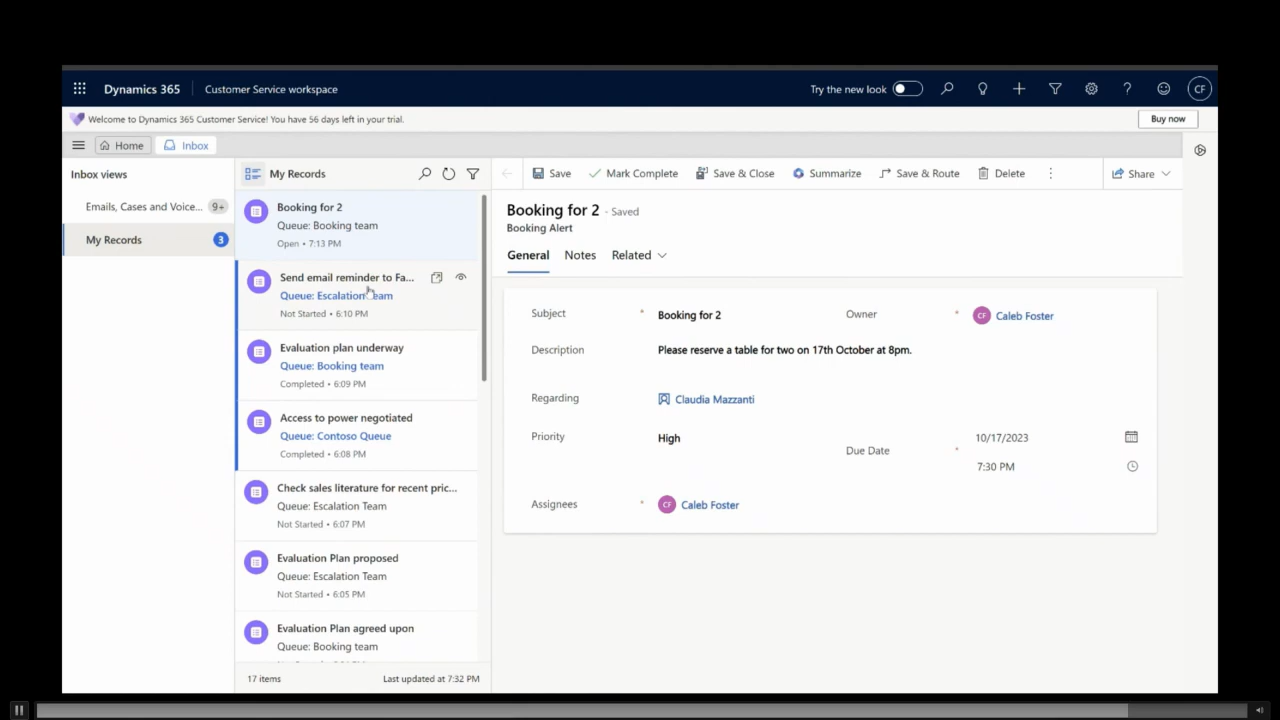 Dynamics 365
Customer Service workspace
Try the new look
CF
Welcome to Dynamics 365 Customer Service! You have 56 days left in your trial.
Buy now
Home
Inbox
Inbox views
Emails, Cases and Voice... 9+
My Records 3
My Records
Booking for 2
Queue: Booking team
Open • 7:13 PM
Send email reminder to Fa...
Queue: Escalation Team
Not Started • 6:10 PM
Evaluation plan underway
Queue: Booking team
Completed • 6:09 PM
Access to power negotiated
Queue: Contoso Queue
Completed • 6:08 PM
Check sales literature for recent pric...
Queue: Escalation Team
Not Started • 6:07 PM
Evaluation Plan proposed
Queue: Escalation Team
Not Started • 6:05 PM
Evaluation Plan agreed upon
Queue: Booking team
17 items
Last updated at 7:32 PM
Save
Mark Complete
Save & Close
Summarize
Save & Route
Delete
Share
Booking for 2 - Saved
Booking Alert
General
Notes
Related
Subject * Booking for 2
Owner * CF Caleb Foster
Description Please reserve a table for two on 17th October at 8pm.
Regarding Claudia Mazzanti
Priority High
Due Date * 10/17/2023
7:30 PM
Assignees * CF Caleb Foster